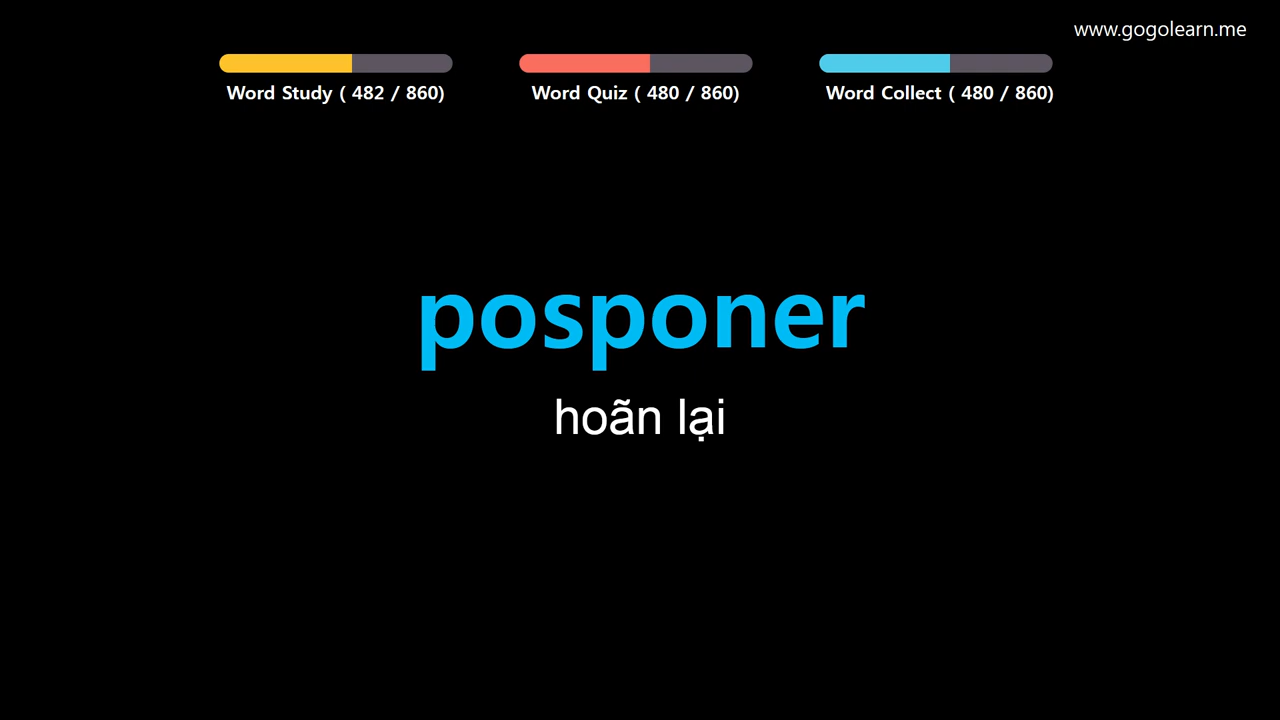 www.gogolearn.me
Word Study ( 482 / 860)
Word Quiz ( 480 / 860)
Word Collect ( 480 / 860)
posponer
hoãn lại